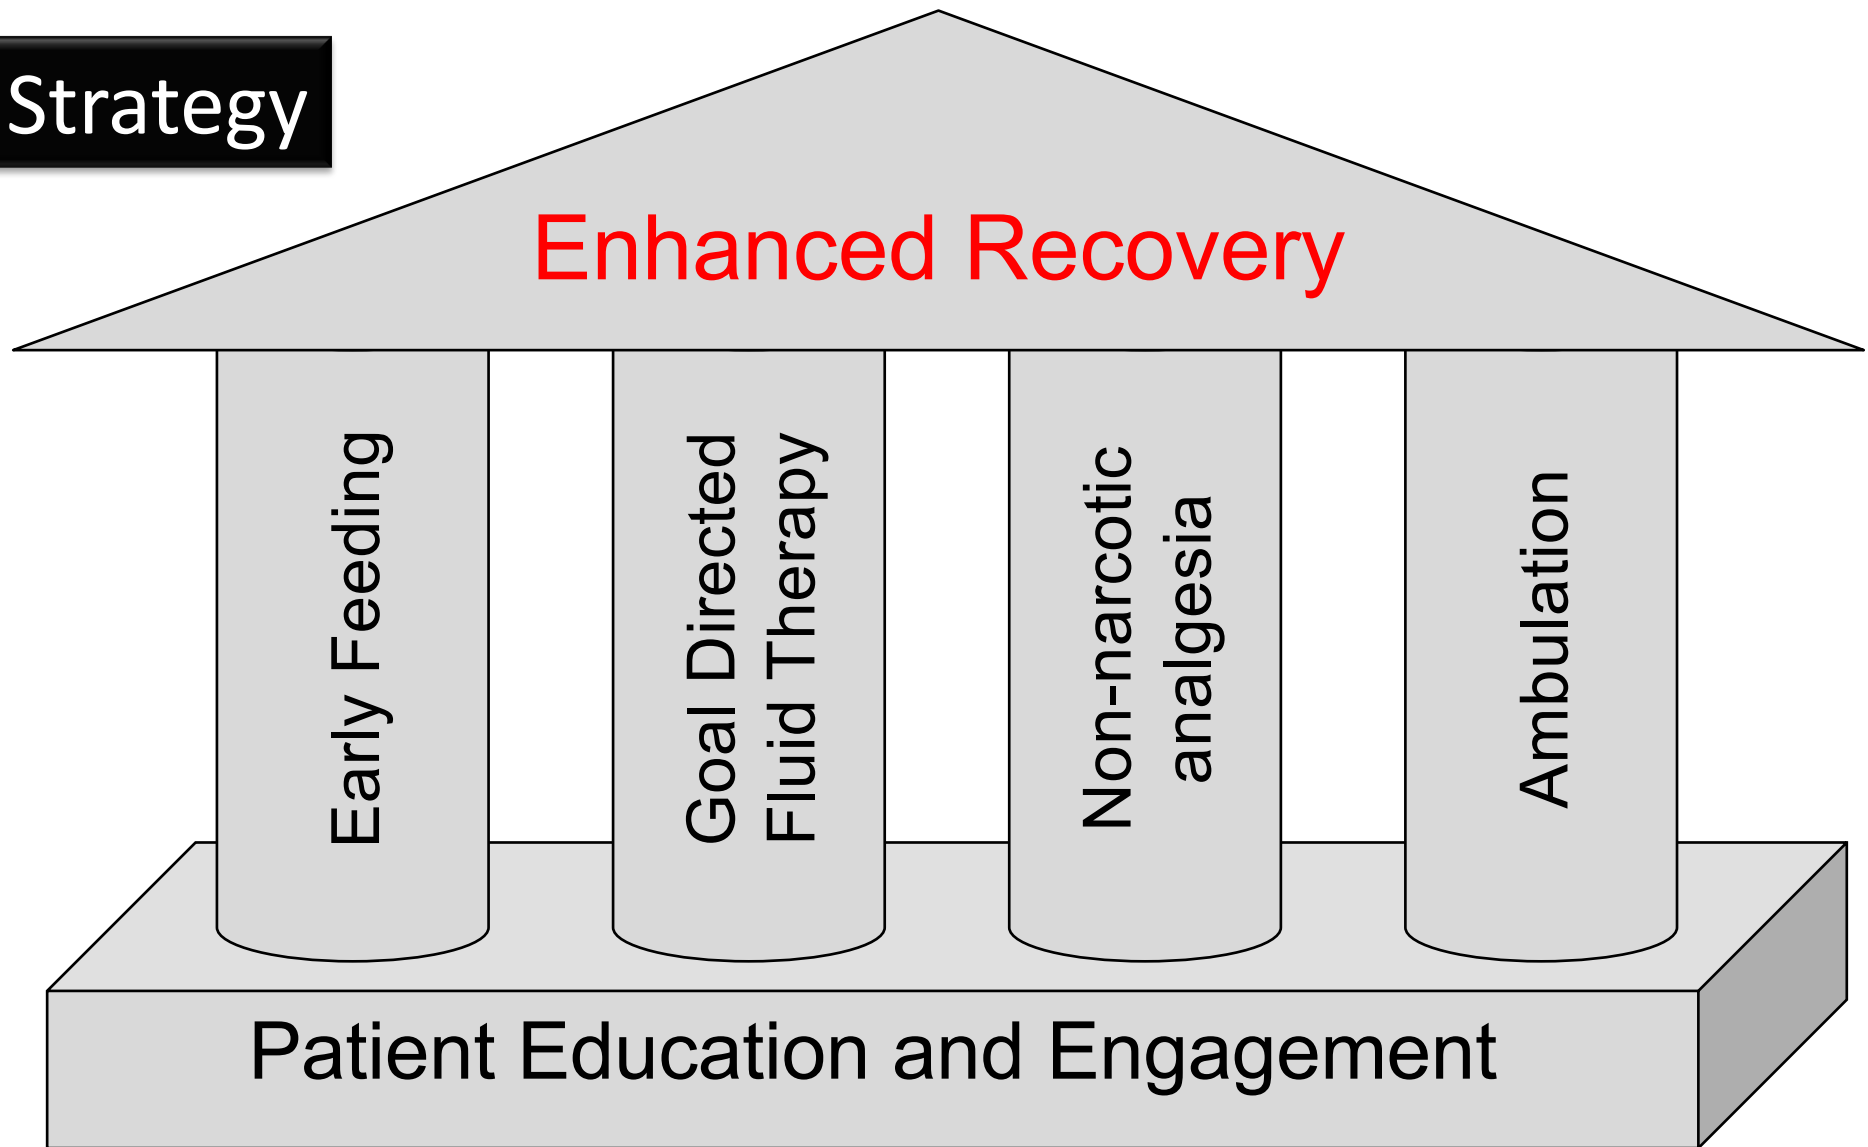 Strategy
Enhanced Recovery
Early Feeding
Goal Directed
Fluid Therapy
Non-narcotic
analgesia
Ambulation
Patient Education and Engagement